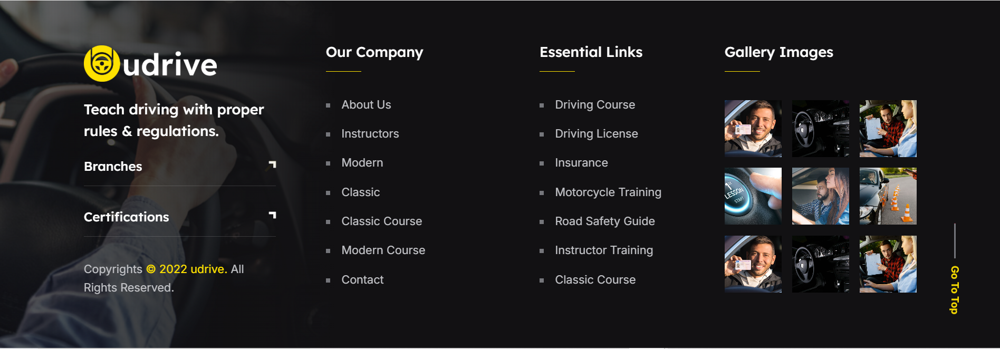 udrive
Teach driving with proper
rules & regulations.
Branches
Certifications
Copyrights © 2022 udrive. All
Rights Reserved.
Our Company
About Us
Instructors
Modern
Classic
Classic Course
Modern Course
Contact
Essential Links
Driving Course
Driving License
Insurance
Motorcycle Training
Road Safety Guide
Instructor Training
Classic Course
Gallery Images
1st
LESSON
START
Go To Top